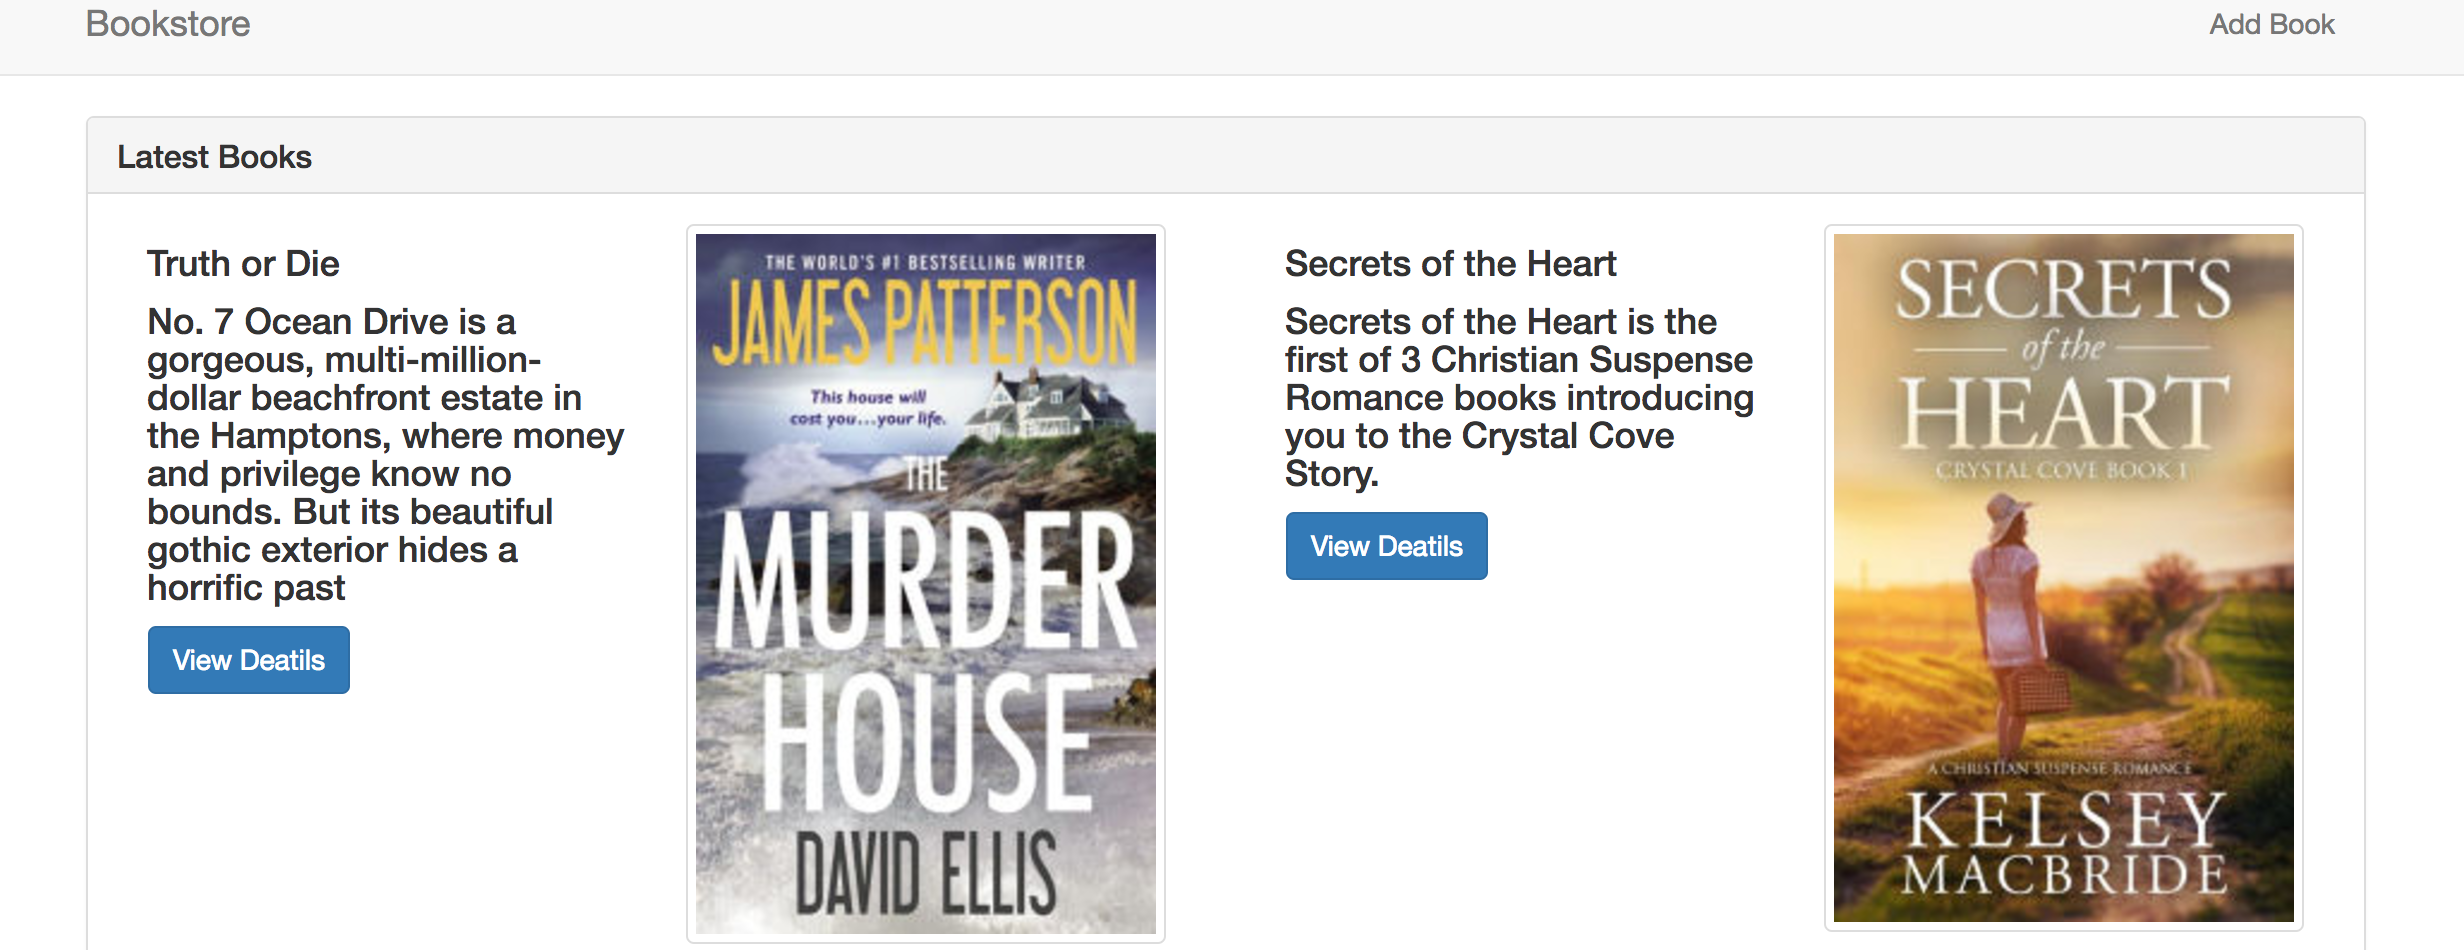 Bookstore
Add Book
Latest Books
Truth or Die
No. 7 Ocean Drive is a
gorgeous, multi-million-
dollar beachfront estate in
the Hamptons, where money
and privilege know no
bounds. But its beautiful
gothic exterior hides a
horrific past
View Deatils
THE WORLD'S #1 BESTSELLING WRITER
JAMES PATTERSON
This house will
cost you...your life.
THE
MURDER
HOUSE
DAVID ELLIS
Secrets of the Heart
Secrets of the Heart is the
first of 3 Christian Suspense
Romance books introducing
you to the Crystal Cove
Story.
View Deatils
SECRETS
of the
HEART
CRYSTAL COVE BOOK 1
A CHRISTIAN SUSPENSE ROMANCE
KELSEY
MACBRIDE